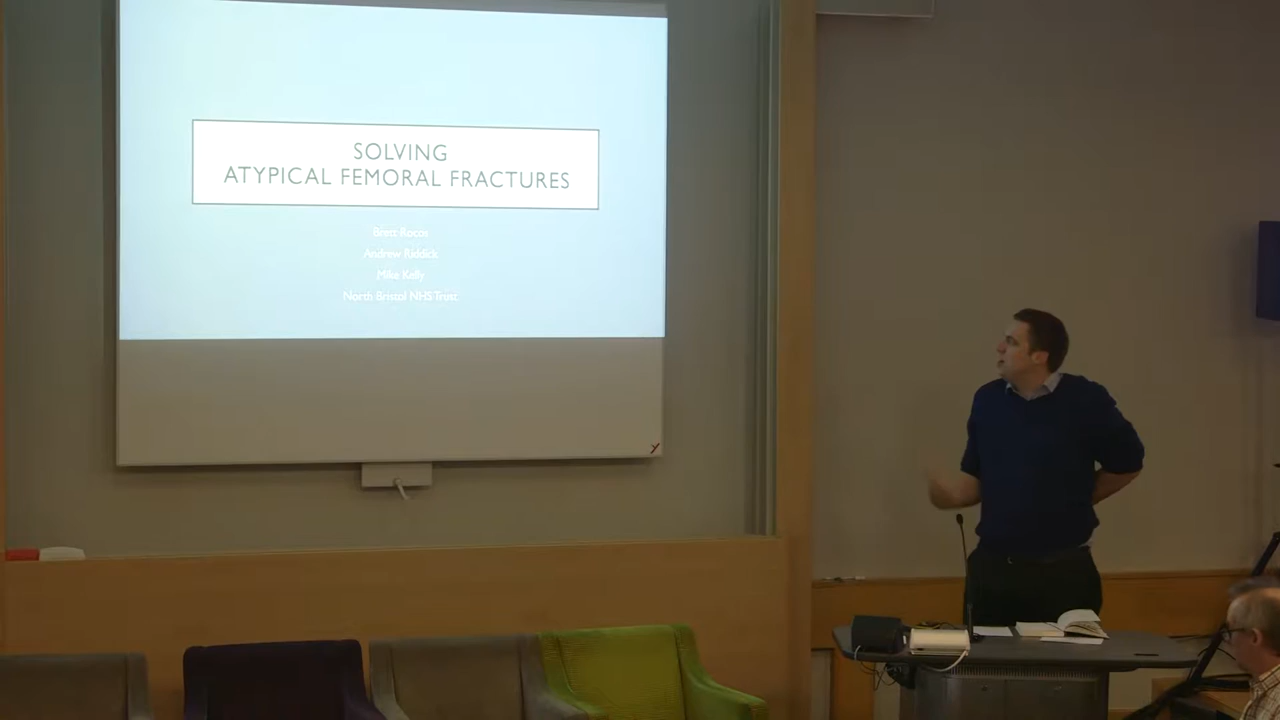 SOLVING
ATYPICAL FEMORAL FRACTURES
Brett Rocos
Andrew Riddick
Mike Kelly
North Bristol NHS Trust